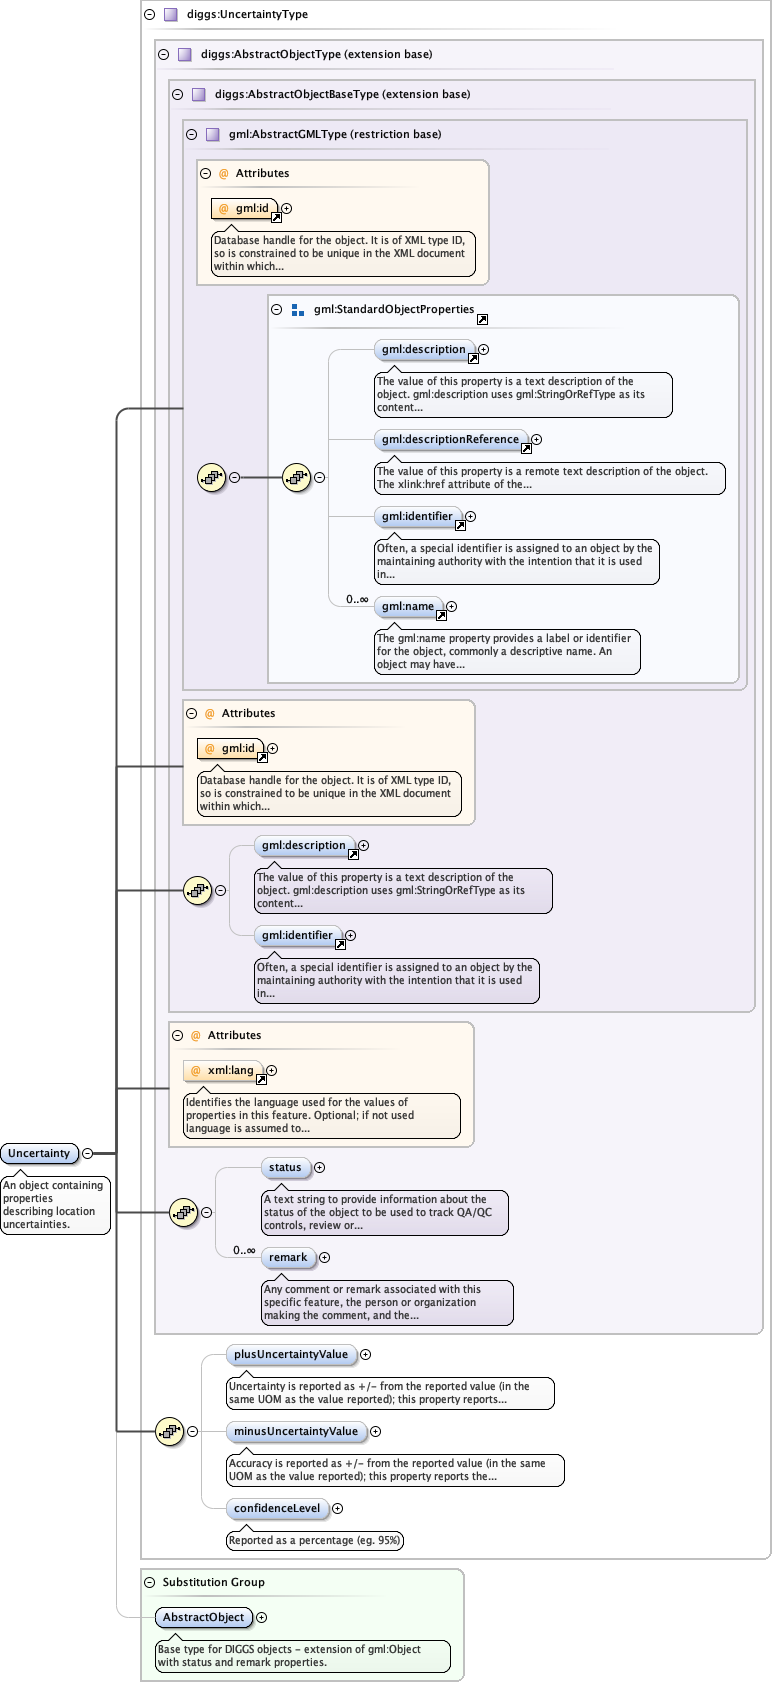 diggs:UncertaintyType
diggs:AbstractObjectType (extension base)
diggs:AbstractObjectBaseType (extension base)
gml:AbstractGMLType (restriction base)
@ Attributes
@ gml:id
Database handle for the object. It is of XML type ID,
so is constrained to be unique in the XML document
within which...
gml:StandardObjectProperties
gml:description
The value of this property is a text description of the
object. gml:description uses gml:StringOrRefType as its
content...
gml:descriptionReference
The value of this property is a remote text description of the object.
The xlink:href attribute of the...
gml:identifier
Often, a special identifier is assigned to an object by the
maintaining authority with the intention that it is used
in...
0..∞
gml:name
The gml:name property provides a label or identifier
for the object, commonly a descriptive name. An
object may have...
@ Attributes
@ gml:id
Database handle for the object. It is of XML type ID,
so is constrained to be unique in the XML document
within which...
gml:description
The value of this property is a text description of the
object. gml:description uses gml:StringOrRefType as its
content...
gml:identifier
Often, a special identifier is assigned to an object by the
maintaining authority with the intention that it is used
in...
@ Attributes
@ xml:lang
Identifies the language used for the values of
properties in this feature. Optional; if not used
language is assumed to...
Uncertainty
An object containing
properties
describing location
uncertainties.
status
A text string to provide information about the
status of the object to be used to track QA/QC
controls, review or...
0..∞
remark
Any comment or remark associated with this
specific feature, the person or organization
making the comment, and the...
plusUncertaintyValue
Uncertainty is reported as +/- from the reported value (in the
same UOM as the value reported); this property reports...
minusUncertaintyValue
Accuracy is reported as +/- from the reported value (in the same
UOM as the value reported); this property reports the...
confidenceLevel
Reported as a percentage (eg. 95%)
Substitution Group
AbstractObject
Base type for DIGGS objects - extension of gml:Object
with status and remark properties.